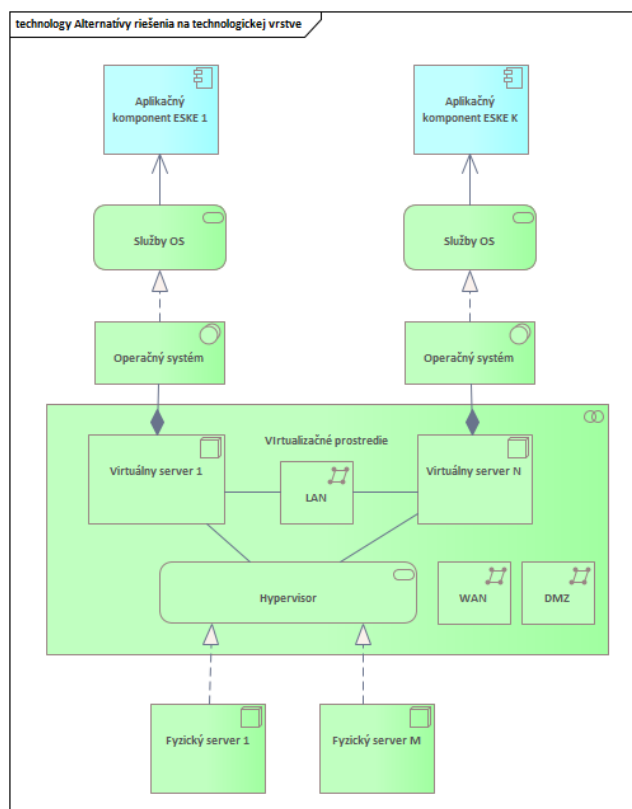 technology Alternatívy riešenia na technologickej vrstve
Aplikačný
komponent ESKE 1
Aplikačný
komponent ESKE K
Služby OS
Služby OS
Operačný systém
Operačný systém
VIrtualizačné prostredie
Virtuálny server 1
Virtuálny server N
LAN
Hypervisor
WAN
DMZ
Fyzický server 1
Fyzický server M